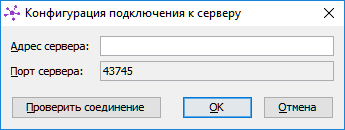 Конфигурация подключения к серверу
Адрес сервера:
Порт сервера: 43745
Проверить соединение OK Отмена